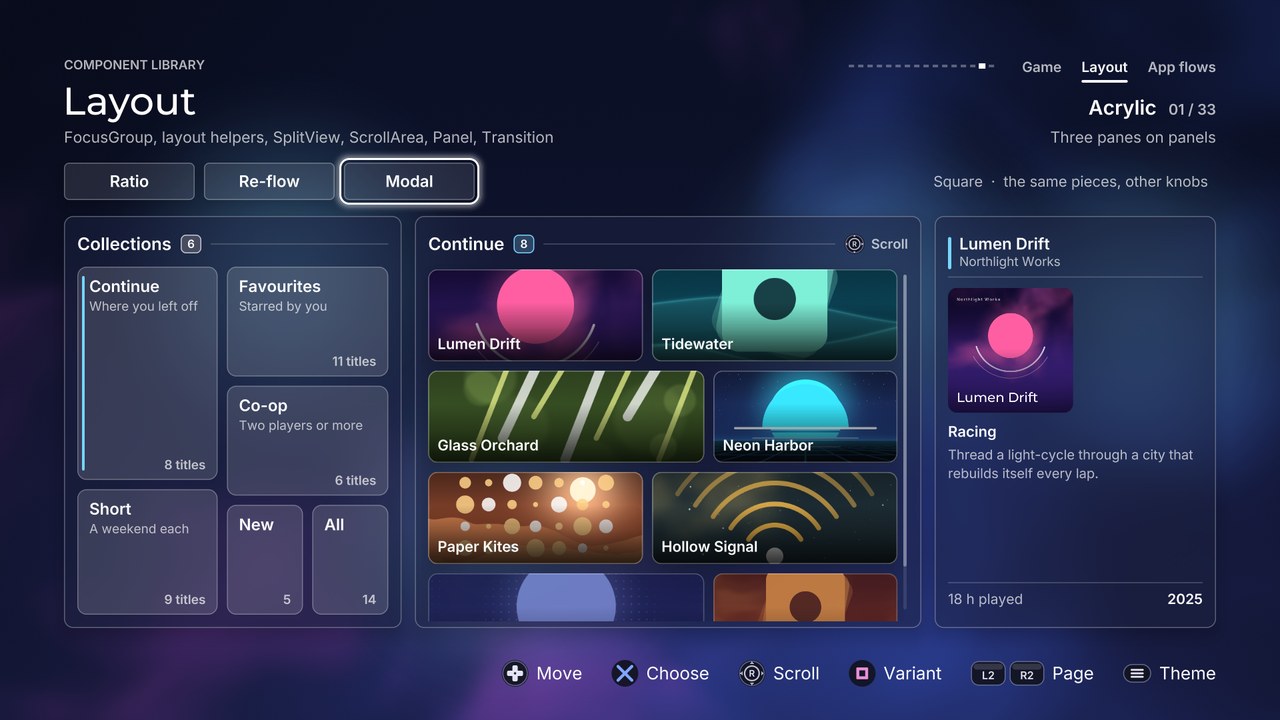 COMPONENT LIBRARY
Game
Layout
App flows
Layout
Acrylic 01 / 33
FocusGroup, layout helpers, SplitView, ScrollArea, Panel, Transition
Three panes on panels
Ratio
Re-flow
Modal
Square · the same pieces, other knobs
Collections 6
Continue
Where you left off
8 titles
Favourites
Starred by you
11 titles
Co-op
Two players or more
6 titles
Short
A weekend each
9 titles
New
5
All
14
Continue 8
R Scroll
Lumen Drift
Tidewater
Glass Orchard
Neon Harbor
Paper Kites
Hollow Signal
Lumen Drift
Northlight Works
Northlight Works
Lumen Drift
Racing
Thread a light-cycle through a city that
rebuilds itself every lap.
18 h played
2025
Move
Choose
R Scroll
Variant
L2 R2 Page
Theme